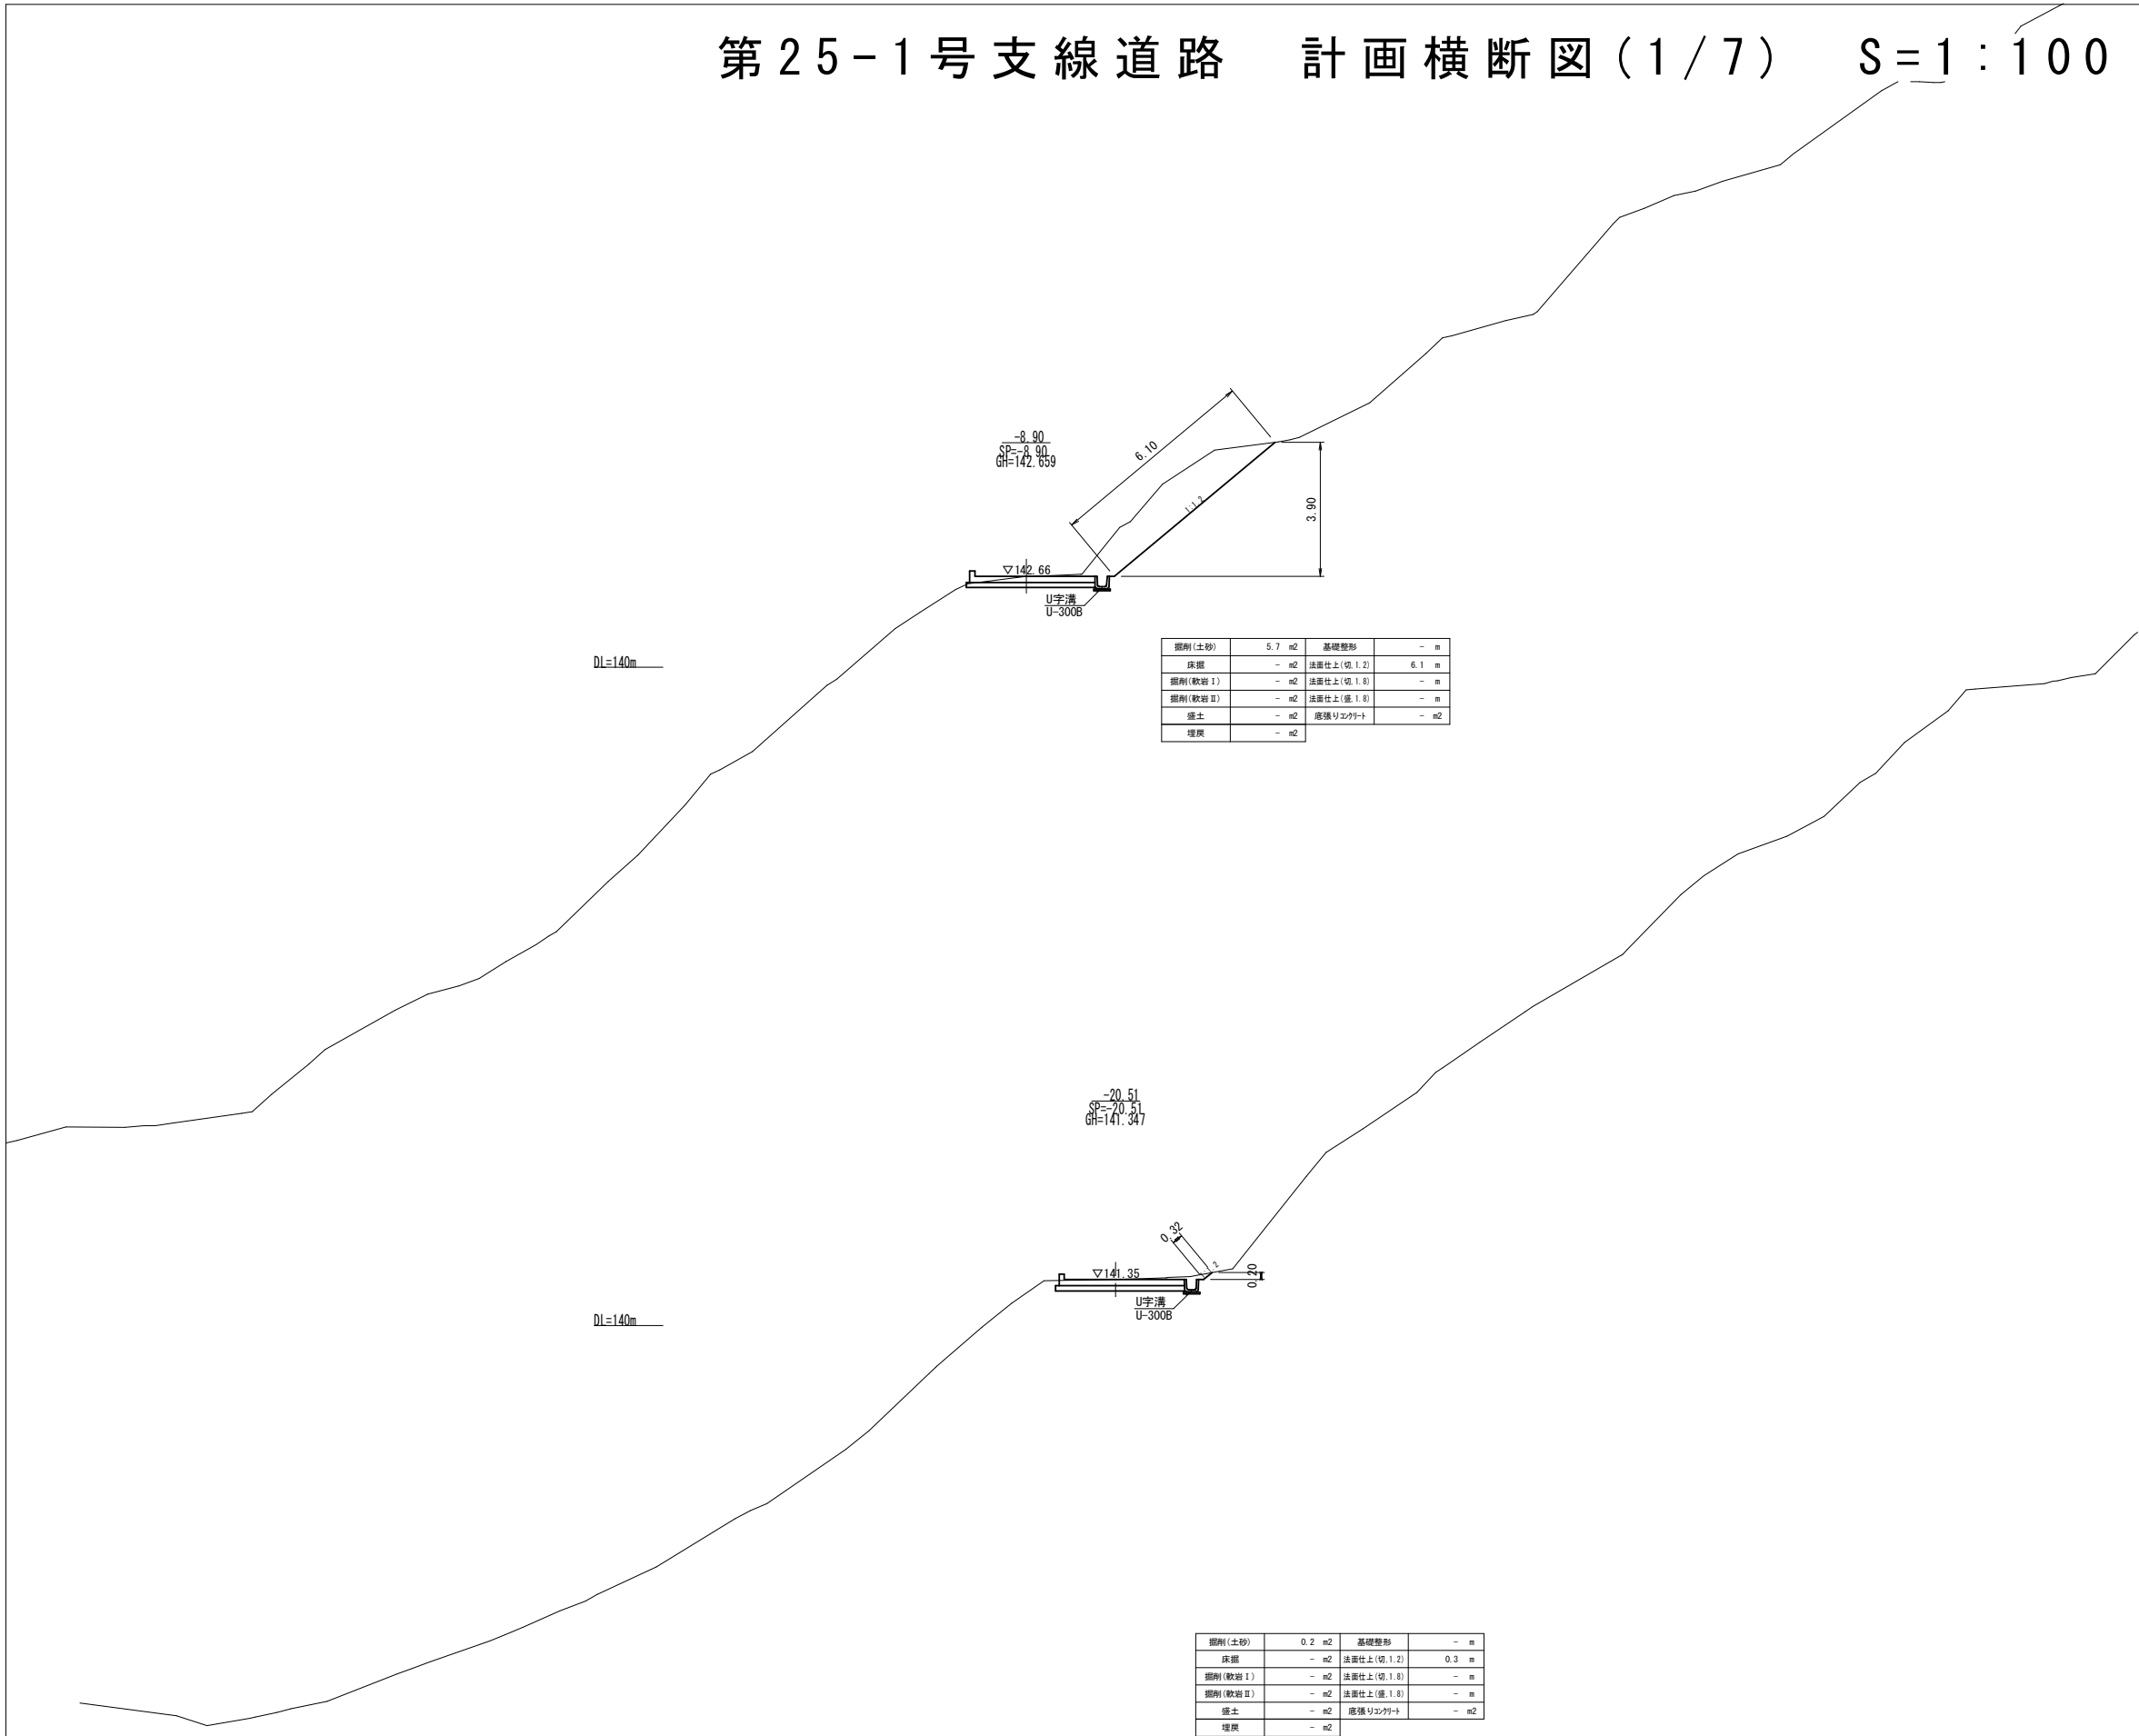 第25-1号支線道路 計画横断図(1/7) S=1:100
-8.90
SP=-8.90
GH=142.659
6.10
1:1.2
3.90
▽142.66
U字溝
U-300B
DL=140m
掘削(土砂) 5.7 m2 基礎整形 - m
床掘 - m2 法面仕上(切,1.2) 6.1 m
掘削(軟岩Ⅰ) - m2 法面仕上(切,1.8) - m
掘削(軟岩Ⅱ) - m2 法面仕上(盛,1.8) - m
盛土 - m2 底張りコンクリート - m2
埋戻 - m2
-20.51
SP=-20.51
GH=141.347
0.32
0.20
▽141.35
U字溝
U-300B
DL=140m
掘削(土砂) 0.2 m2 基礎整形 - m
床掘 - m2 法面仕上(切,1.2) 0.3 m
掘削(軟岩Ⅰ) - m2 法面仕上(切,1.8) - m
掘削(軟岩Ⅱ) - m2 法面仕上(盛,1.8) - m
盛土 - m2 底張りコンクリート - m2
埋戻 - m2